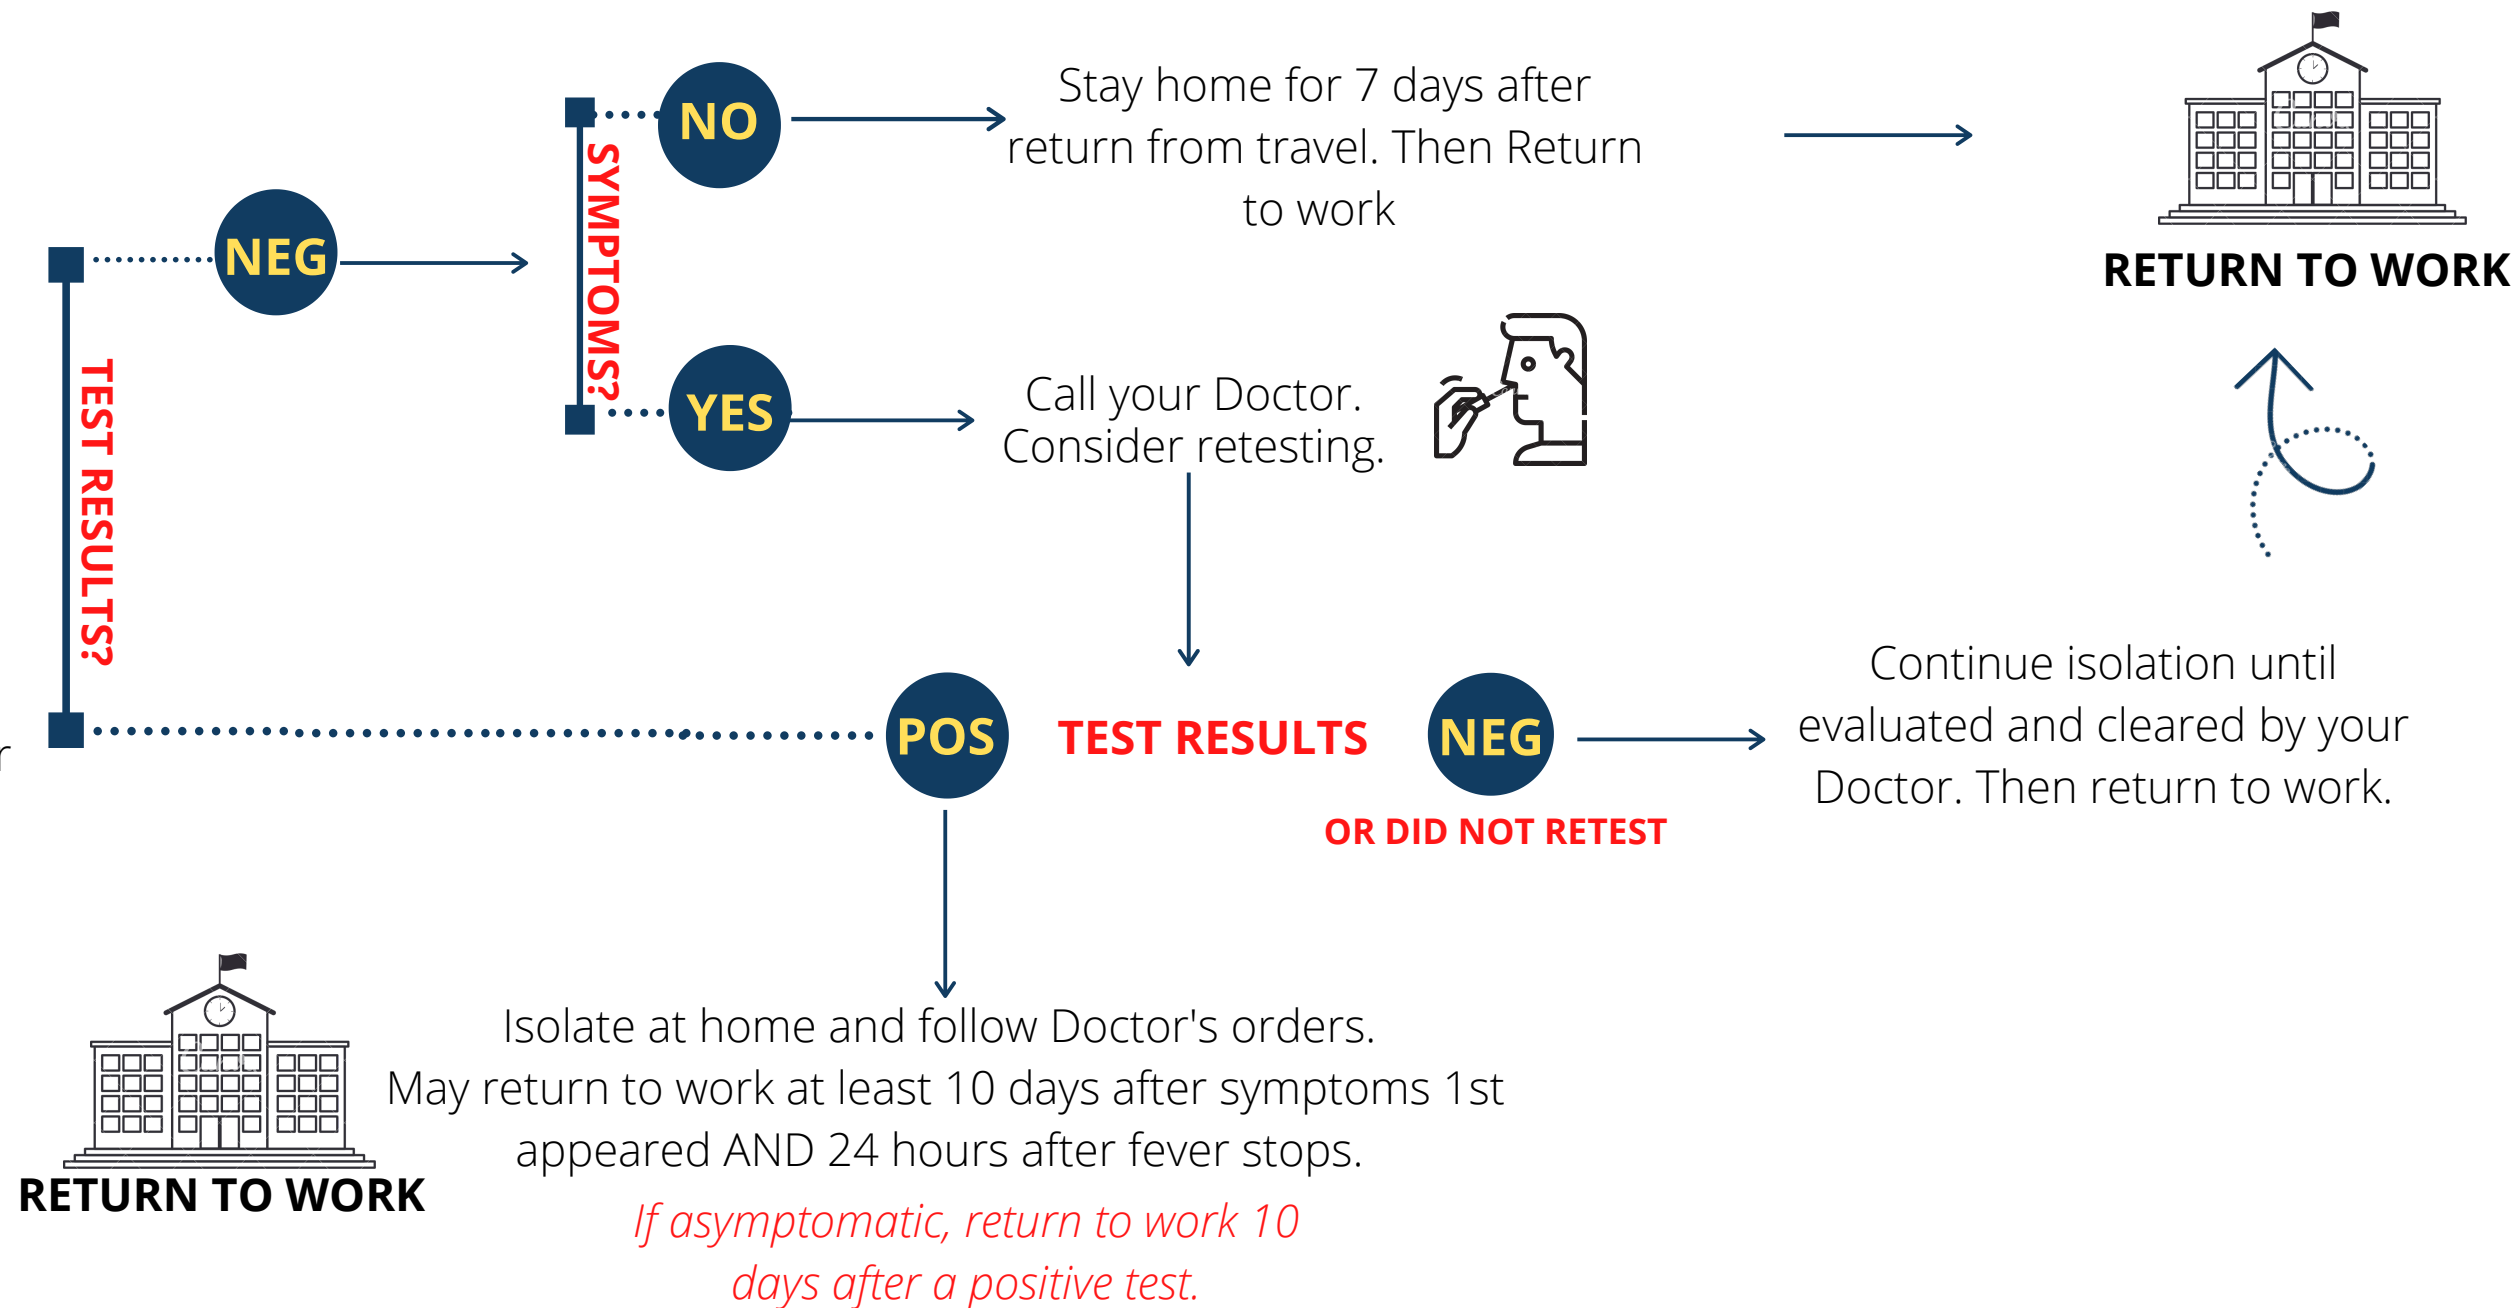 NO
Stay home for 7 days after
return from travel. Then Return
to work
RETURN TO WORK
SYMPTOMS?
NEG
YES
Call your Doctor.
Consider retesting.
TEST RESULTS?
r
POS
TEST RESULTS
NEG
OR DID NOT RETEST
Continue isolation until
evaluated and cleared by your
Doctor. Then return to work.
RETURN TO WORK
Isolate at home and follow Doctor's orders.
May return to work at least 10 days after symptoms 1st
appeared AND 24 hours after fever stops.
If asymptomatic, return to work 10
days after a positive test.